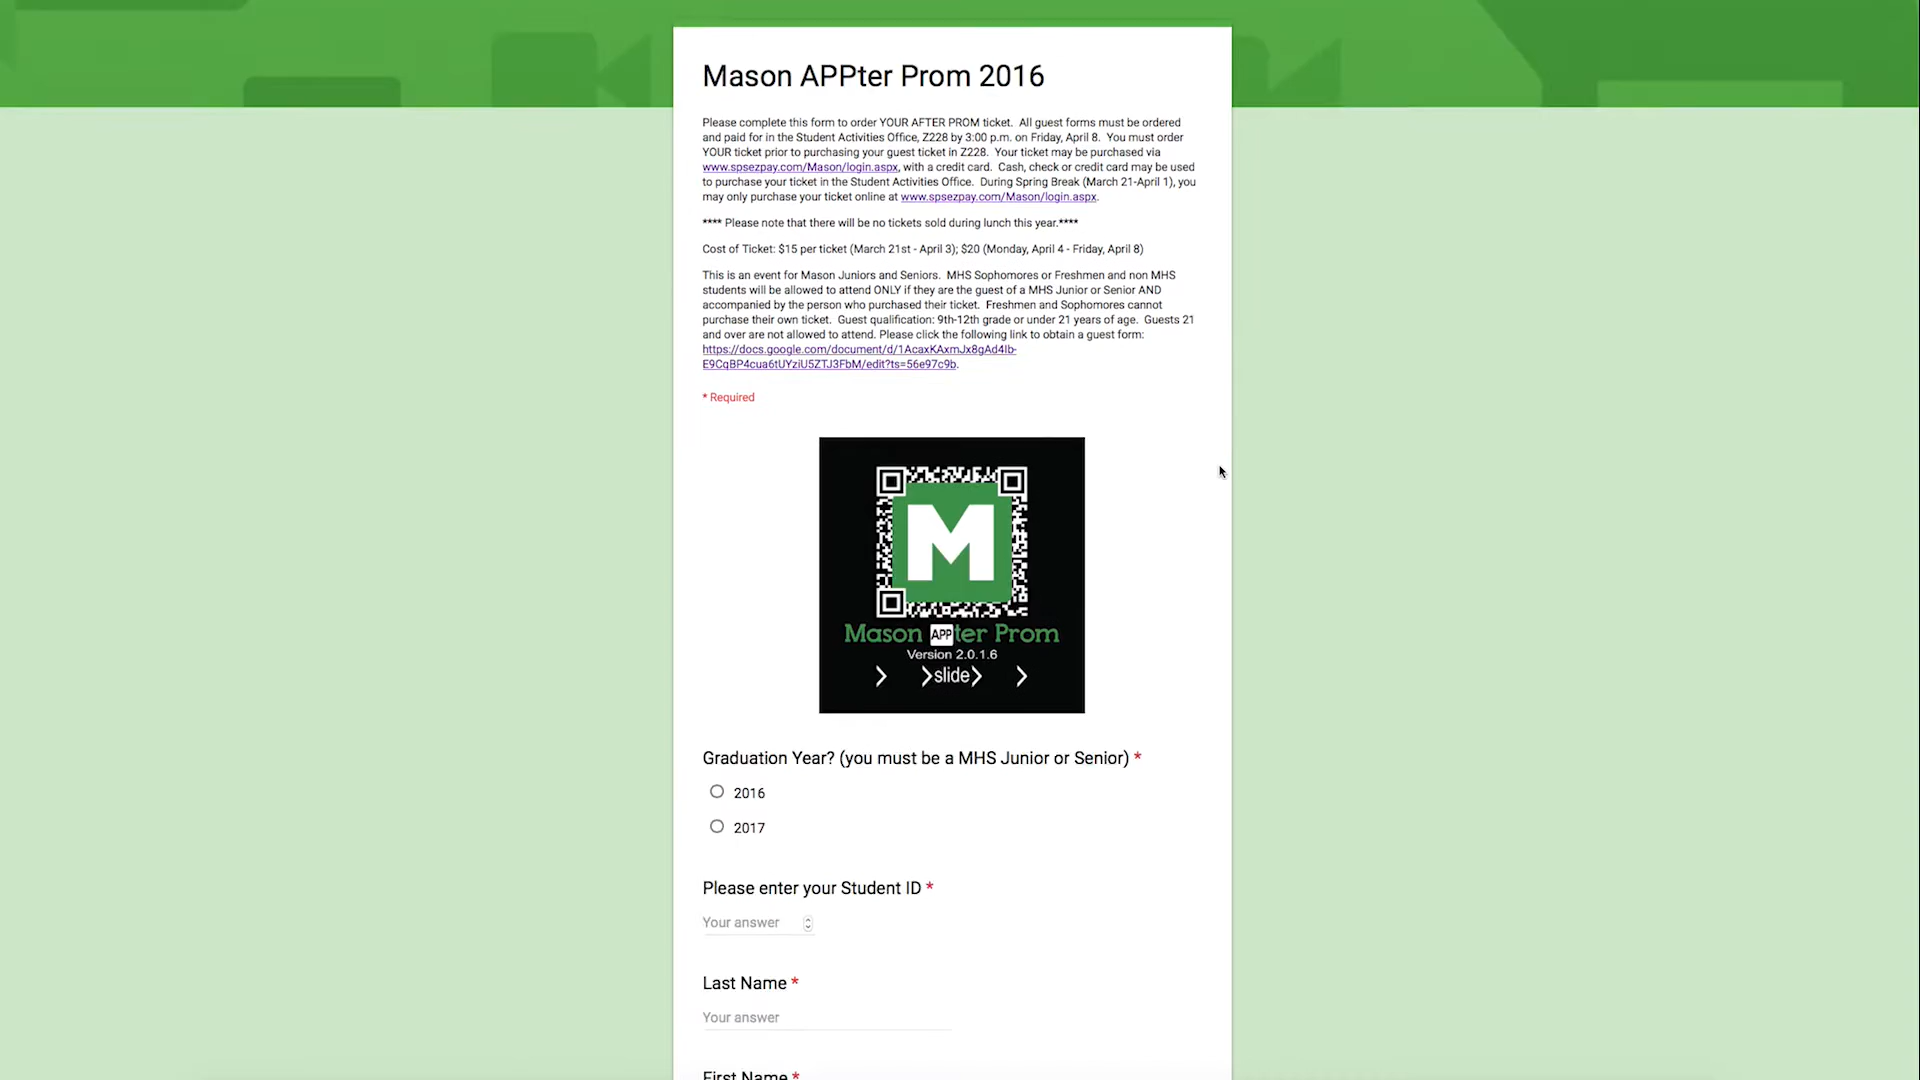 Mason APPter Prom 2016
Please complete this form to order YOUR AFTER PROM ticket.  All guest forms must be ordered
and paid for in the Student Activities Office, Z228 by 3:00 p.m. on Friday, April 8.  You must order
YOUR ticket prior to purchasing your guest ticket in Z228.  Your ticket may be purchased via
www.spsezpay.com/Mason/login.aspx, with a credit card.  Cash, check or credit card may be used
to purchase your ticket in the Student Activities Office.  During Spring Break (March 21-April 1), you
may only purchase your ticket online at www.spsezpay.com/Mason/login.aspx.
**** Please note that there will be no tickets sold during lunch this year.****
Cost of Ticket: $15 per ticket (March 21st - April 3); $20 (Monday, April 4 - Friday, April 8)
This is an event for Mason Juniors and Seniors.  MHS Sophomores or Freshmen and non MHS
students will be allowed to attend ONLY if they are the guest of a MHS Junior or Senior AND
accompanied by the person who purchased their ticket.  Freshmen and Sophomores cannot
purchase their own ticket.  Guest qualification: 9th-12th grade or under 21 years of age.  Guests 21
and over are not allowed to attend. Please click the following link to obtain a guest form:
https://docs.google.com/document/d/1AcaxKAxmJx8gAd4Ib-
E9CqBP4cua6tUYziU5ZTJ3FbM/edit?ts=56e97c9b.
* Required
M
Mason APPter Prom
Version 2.0.1.6
> >slide> >
Graduation Year? (you must be a MHS Junior or Senior) *
2016
2017
Please enter your Student ID *
Your answer
Last Name *
Your answer
First Name *